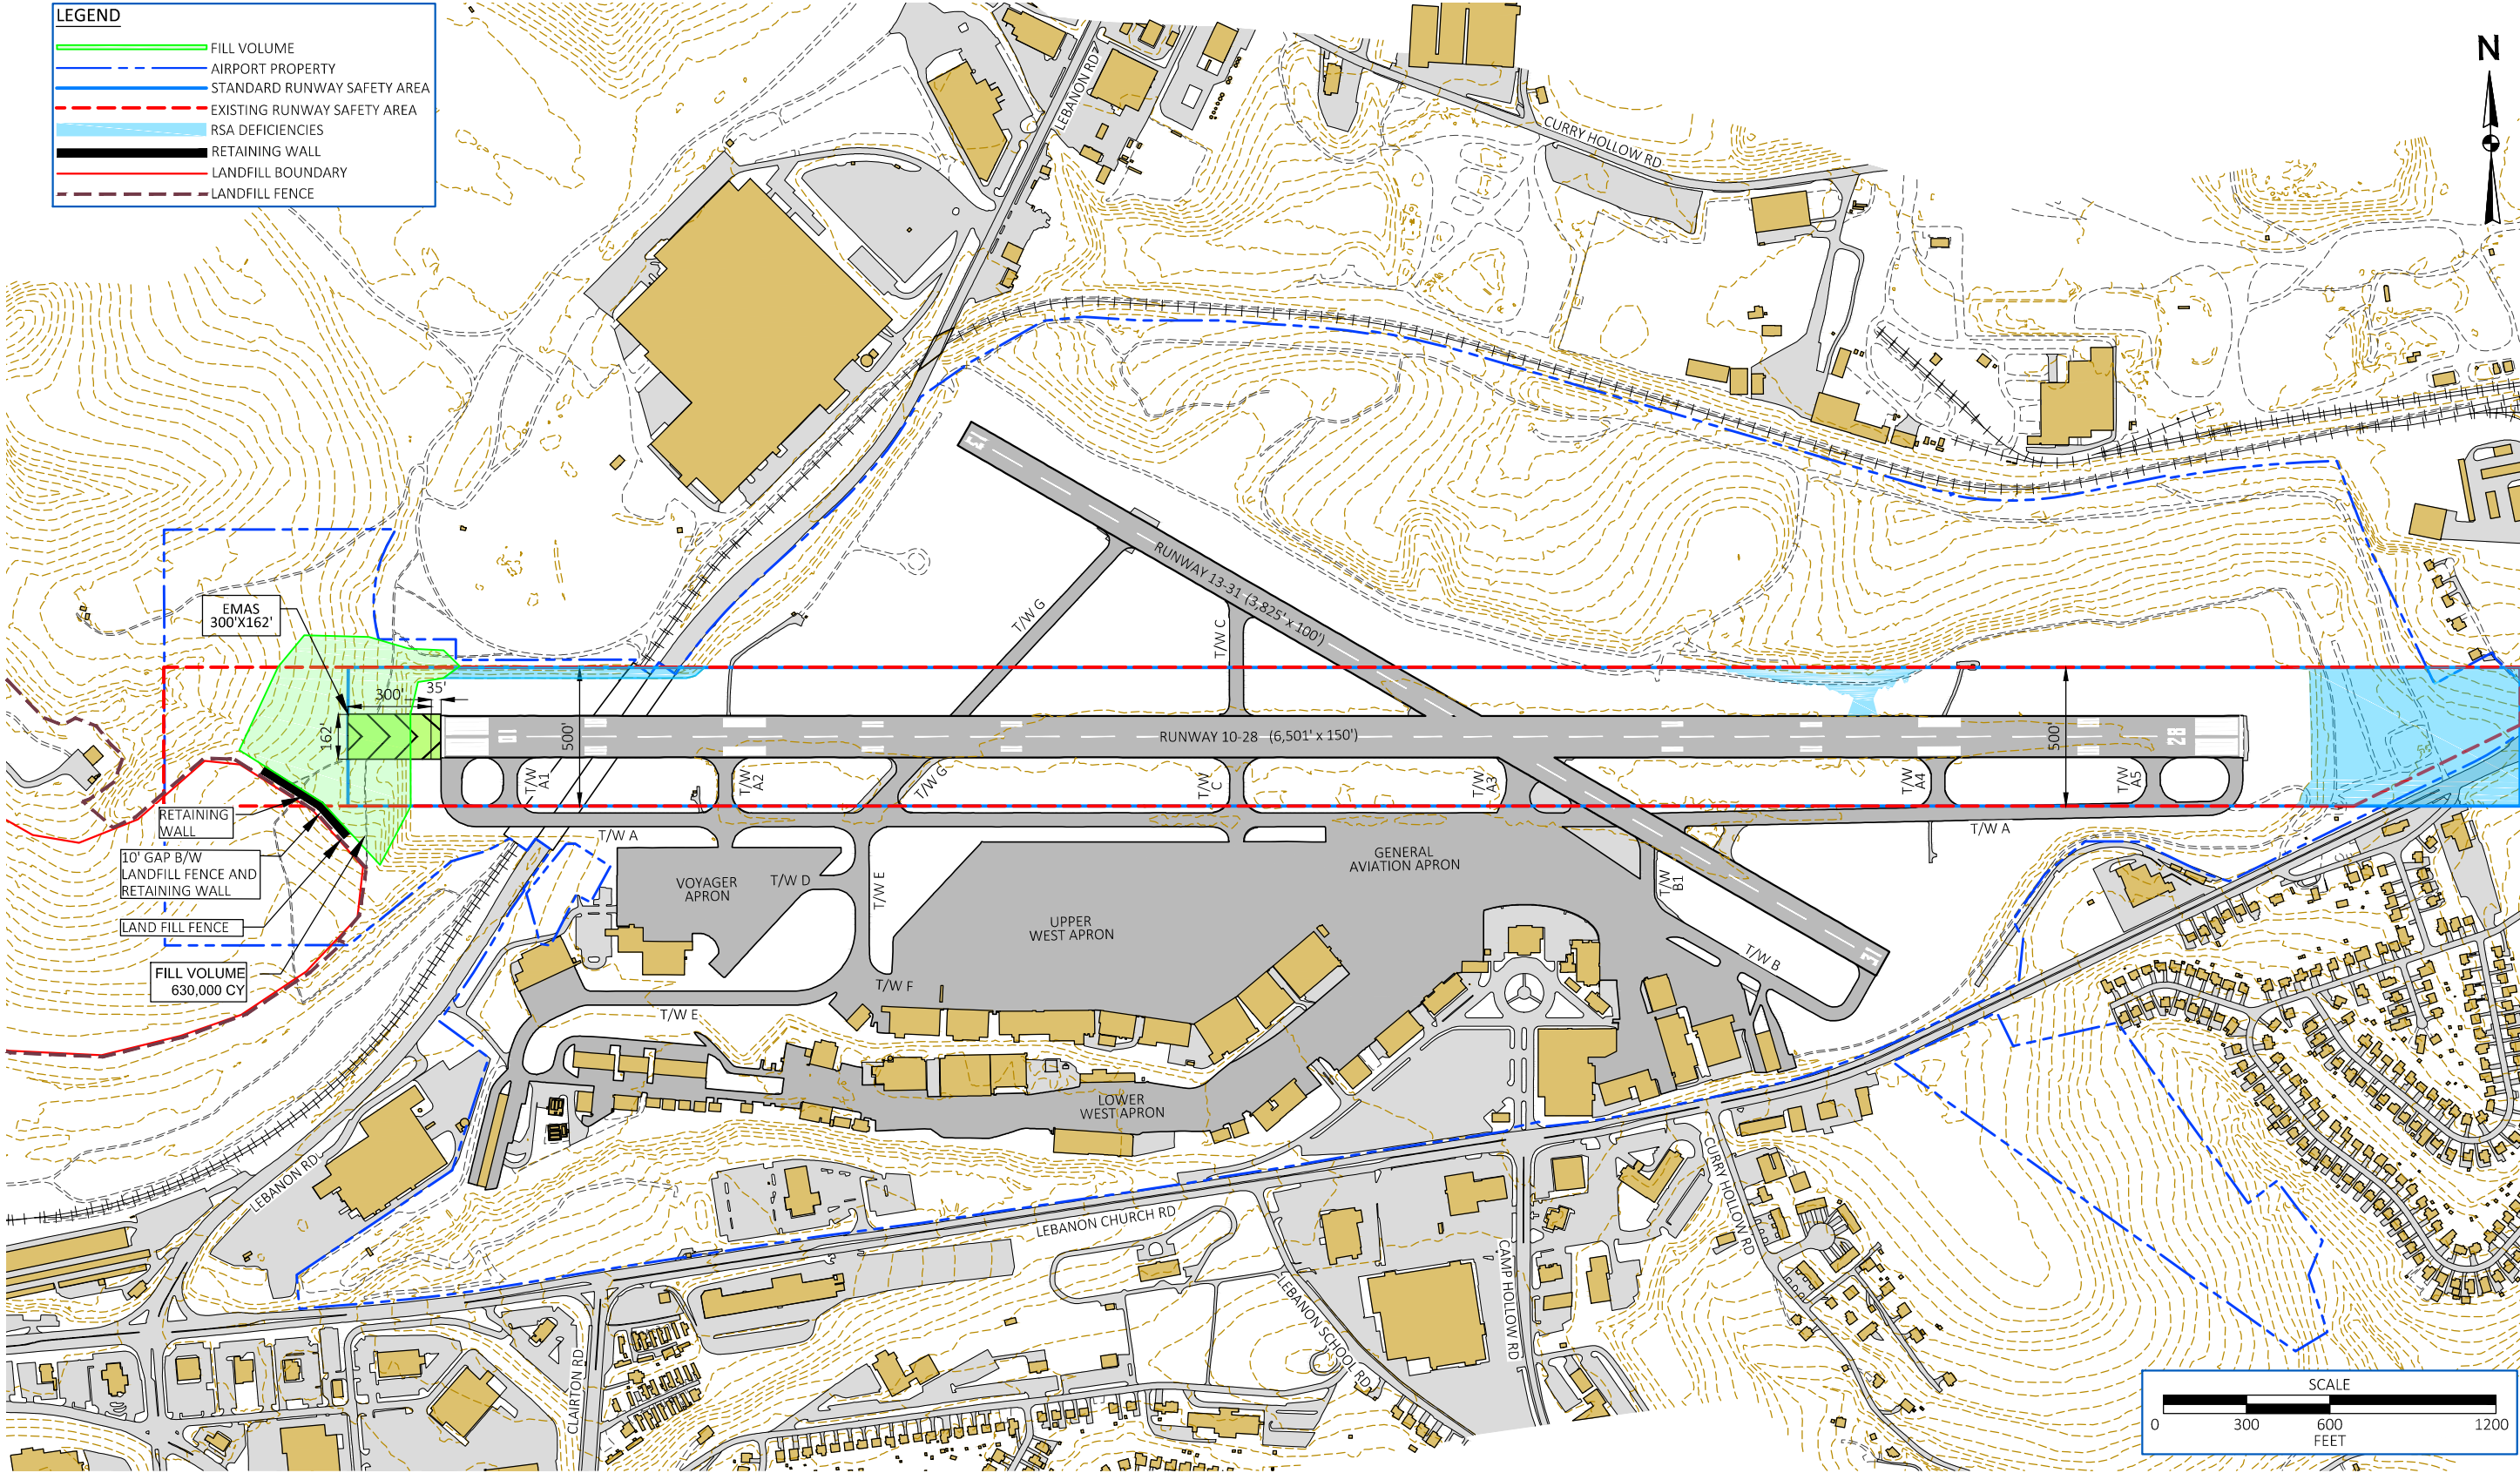 LEGEND
FILL VOLUME
AIRPORT PROPERTY
STANDARD RUNWAY SAFETY AREA
EXISTING RUNWAY SAFETY AREA
RSA DEFICIENCIES
RETAINING WALL
LANDFILL BOUNDARY
LANDFILL FENCE
N
LEBANON RD
CURRY HOLLOW RD
13
RUNWAY 13-31 (3,825' x 100')
T/W G
T/W C
EMAS
300'X162'
300'
35'
162'
500'
10
RUNWAY 10-28 (6,501' x 150')
28
500'
T/W
A1
T/W
A2
T/W G
T/W
C
T/W
A3
T/W
A4
T/W
A5
RETAINING
WALL
T/W A
T/W A
10' GAP B/W
LANDFILL FENCE AND
RETAINING WALL
LAND FILL FENCE
FILL VOLUME
630,000 CY
VOYAGER
APRON
T/W D
T/W E
GENERAL
AVIATION APRON
T/W
B1
UPPER
WEST APRON
T/W B
31
T/W F
T/W E
LOWER
WEST APRON
LEBANON RD
LEBANON CHURCH RD
CURRY HOLLOW RD
CAMP HOLLOW RD
LEBANON SCHOOL RD
CLAIRTON RD
SCALE
0 300 600 1200
FEET